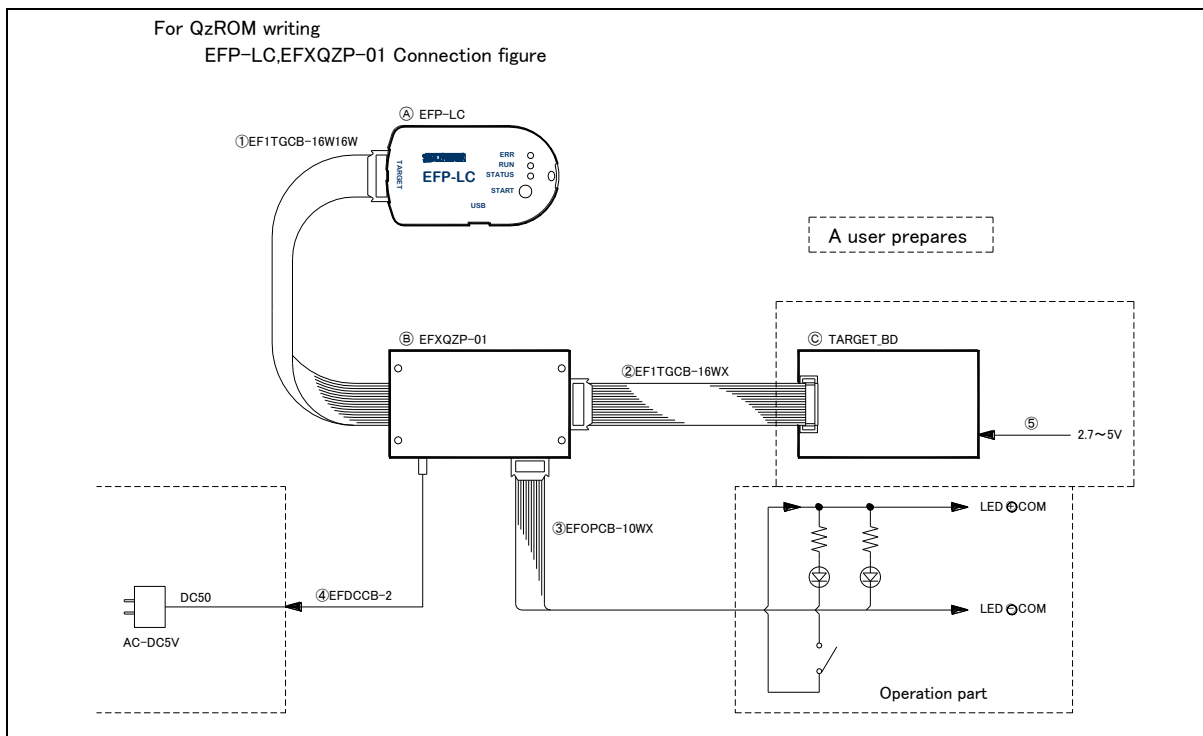 For QzROM writing
EFP-LC,EFXQZP-01 Connection figure
Ⓐ EFP-LC
①EF1TGCB-16W16W
TARGET
ERR
RUN
EFP-LC STATUS
START
USB
A user prepares
Ⓑ EFXQZP-01
Ⓒ TARGET_BD
②EF1TGCB-16WX
⑤
2.7~5V
LED ⊕COM
③EFOPCB-10WX
DC50
④EFDCCB-2
LED ⊖COM
AC-DC5V
Operation part